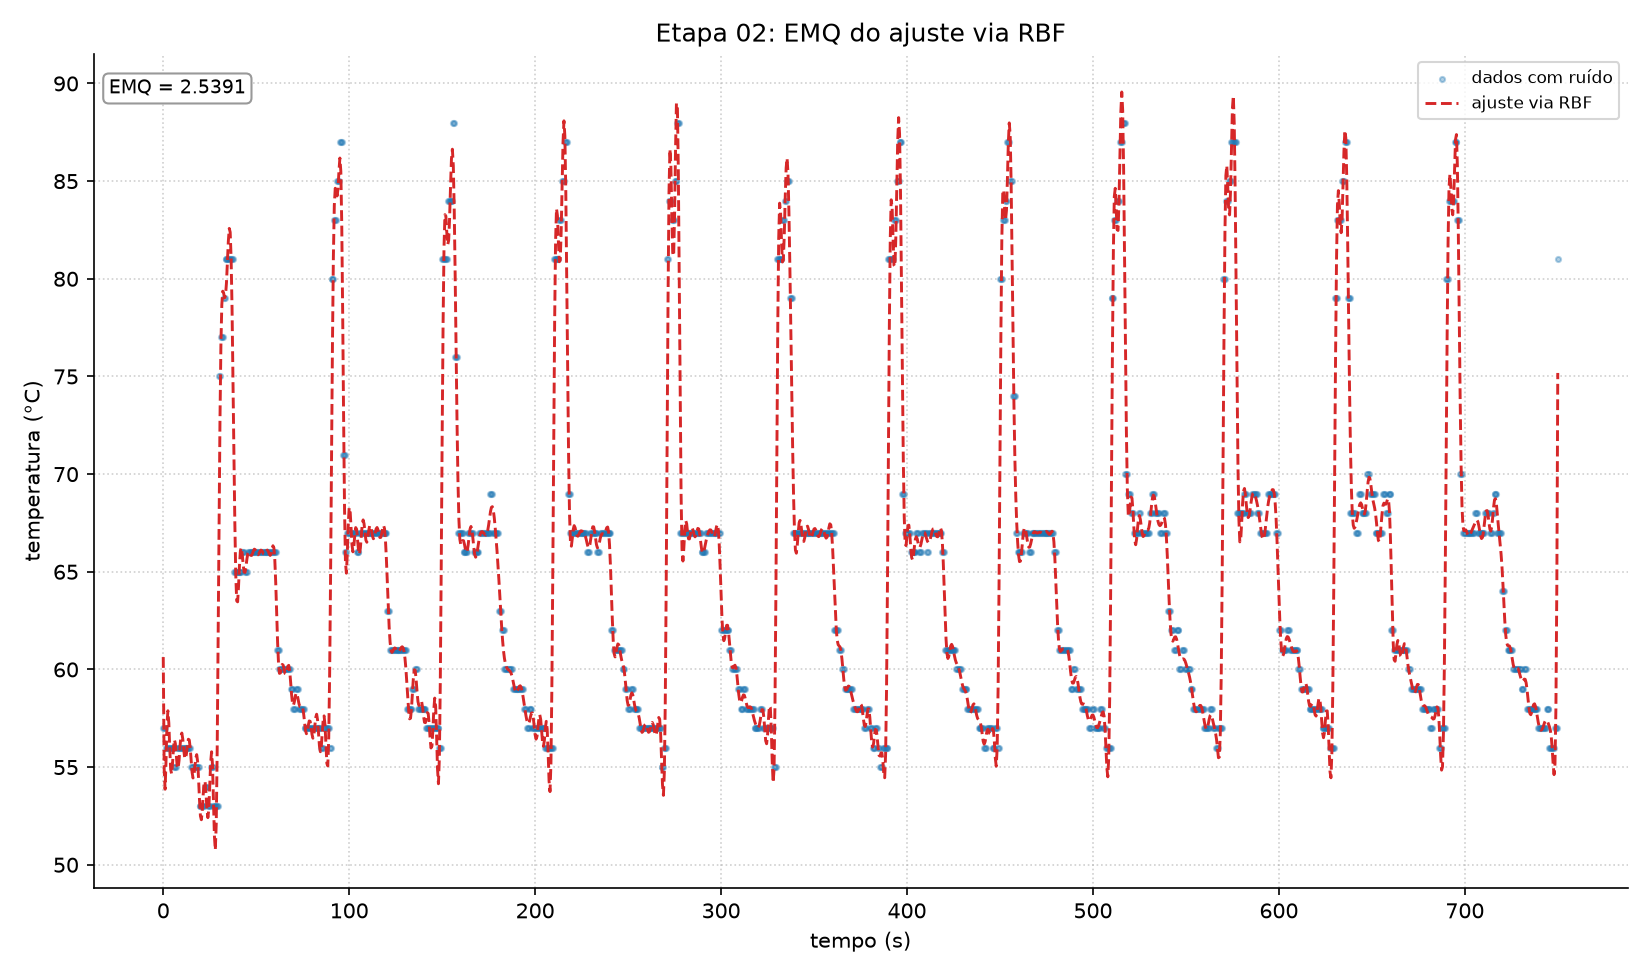 Etapa 02: EMQ do ajuste via RBF
EMQ = 2.5391
dados com ruído
ajuste via RBF
temperatura (°C)
90
85
80
75
70
65
60
55
50
0 100 200 300 400 500 600 700
tempo (s)